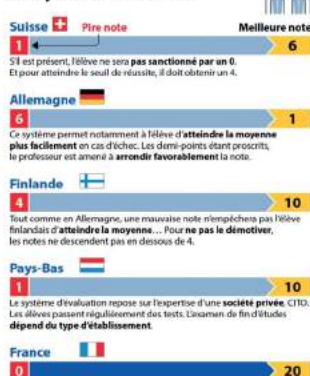 Suisse Pire note Meilleure note
1 6
S'il est présent, l'élève ne sera pas sanctionné par un 0.
Et pour atteindre le seuil de réussite, il doit obtenir un 4.
Allemagne
6 1
Ce système permet notamment à l'élève d'atteindre la moyenne
plus facilement en cas d'échec. Les demi-points étant proscrits,
le professeur est amené à arrondir favorablement la note.
Finlande
4 10
Tout comme en Allemagne, une mauvaise note n'empêchera pas l'élève
finlandais d'atteindre la moyenne... Pour ne pas le démotiver,
les notes ne descendent pas en dessous de 4.
Pays-Bas
1 10
Le système d'évaluation repose sur l'expertise d'une société privée, CITO.
Les élèves passent régulièrement des tests. L'examen de fin d'études
dépend du type d'établissement.
France
0 20